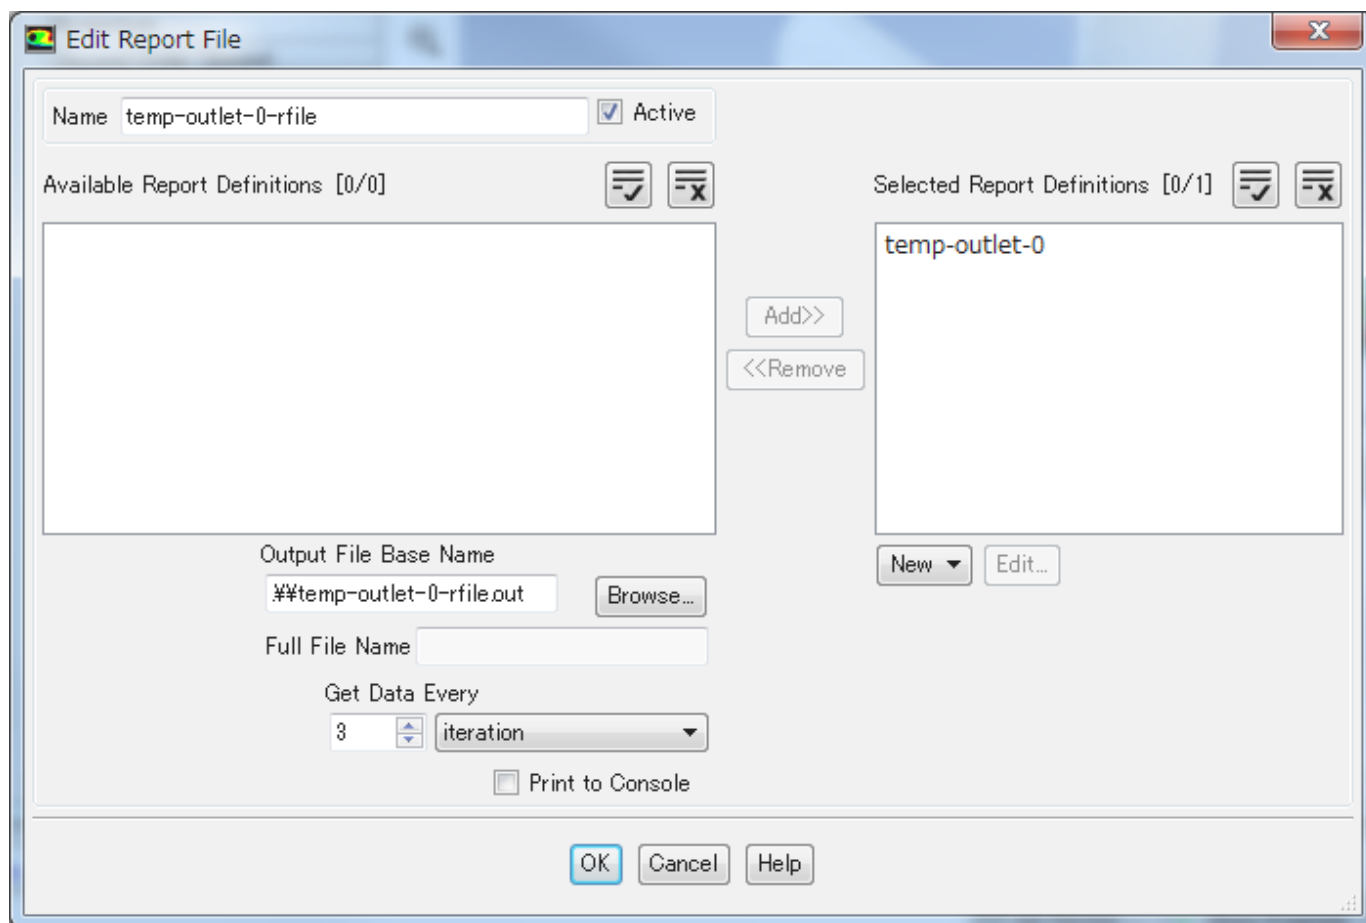 Edit Report File
Name temp-outlet-0-rfile Active
Available Report Definitions [0/0]
Selected Report Definitions [0/1]
temp-outlet-0
Add>>
<<Remove
Output File Base Name
¥¥temp-outlet-0-rfile.out Browse...
New Edit...
Full File Name
Get Data Every
3 iteration
Print to Console
OK Cancel Help